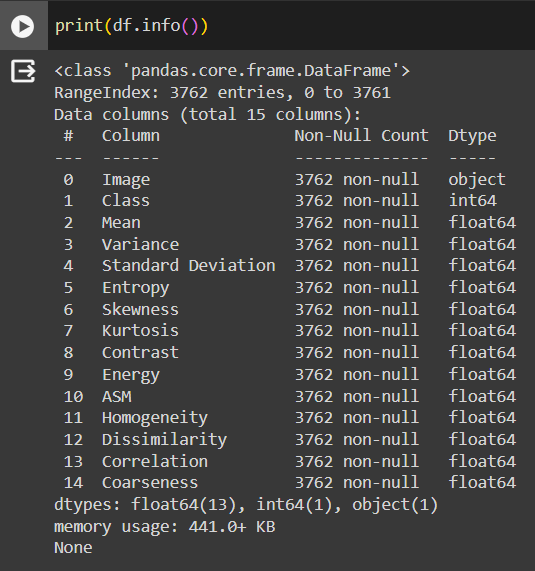 print(df.info())
<class 'pandas.core.frame.DataFrame'>
RangeIndex: 3762 entries, 0 to 3761
Data columns (total 15 columns):
 #   Column              Non-Null Count  Dtype
---  ------              --------------  -----
 0   Image               3762 non-null   object
 1   Class               3762 non-null   int64
 2   Mean                3762 non-null   float64
 3   Variance            3762 non-null   float64
 4   Standard Deviation  3762 non-null   float64
 5   Entropy             3762 non-null   float64
 6   Skewness            3762 non-null   float64
 7   Kurtosis            3762 non-null   float64
 8   Contrast            3762 non-null   float64
 9   Energy              3762 non-null   float64
 10  ASM                 3762 non-null   float64
 11  Homogeneity         3762 non-null   float64
 12  Dissimilarity       3762 non-null   float64
 13  Correlation         3762 non-null   float64
 14  Coarseness          3762 non-null   float64
dtypes: float64(13), int64(1), object(1)
memory usage: 441.0+ KB
None